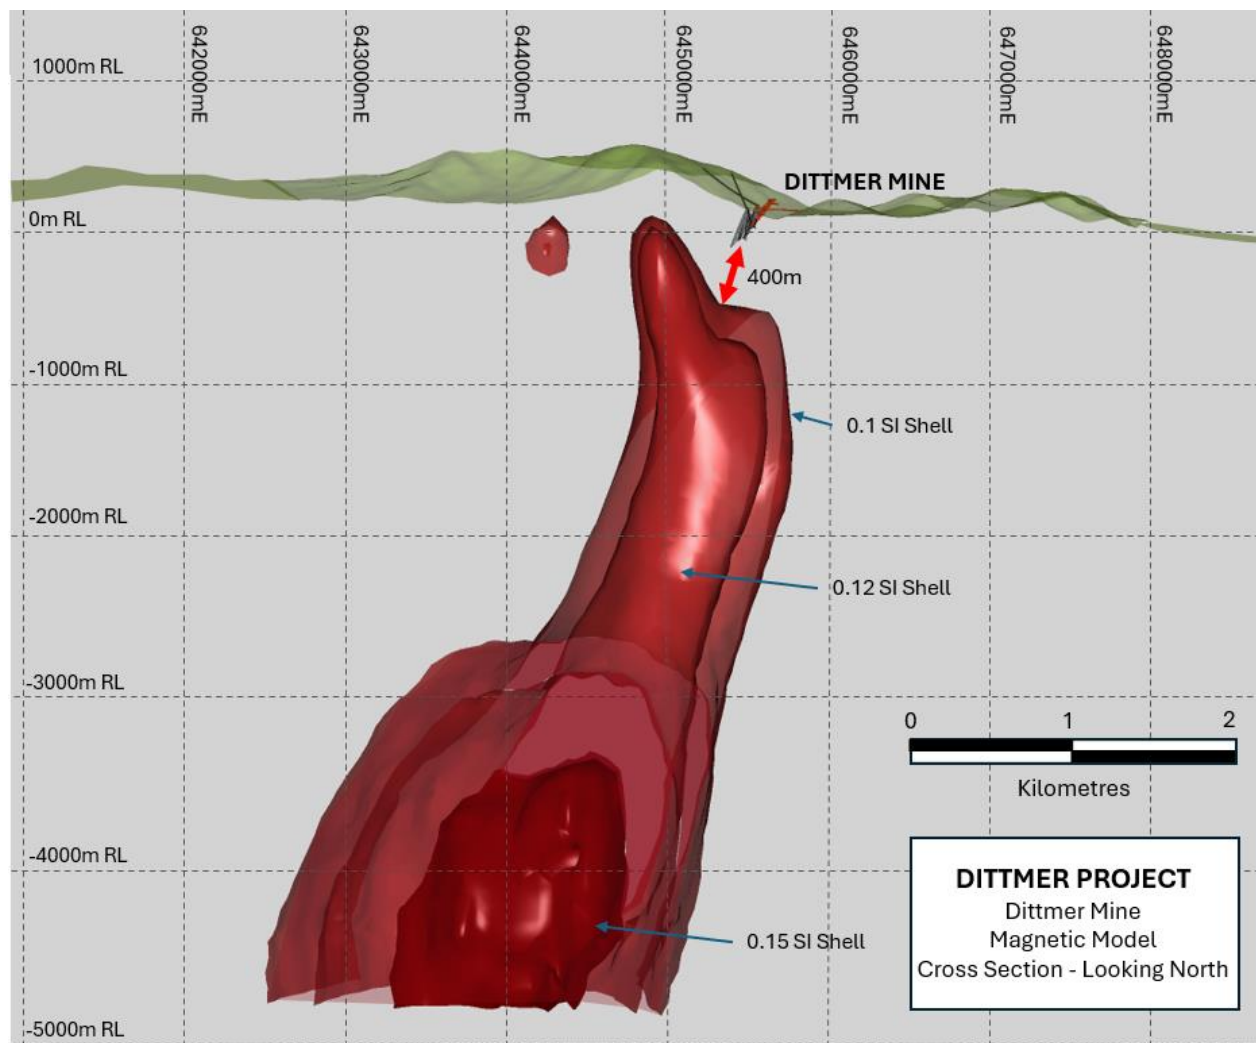 642000mE
643000mE
644000mE
645000mE
646000mE
647000mE
648000mE
1000m RL
DITTMER MINE
0m RL
400m
-1000m RL
0.1 SI Shell
-2000m RL
0.12 SI Shell
-3000m RL
0 1 2
Kilometres
-4000m RL
DITTMER PROJECT
Dittmer Mine
Magnetic Model
Cross Section - Looking North
0.15 SI Shell
-5000m RL